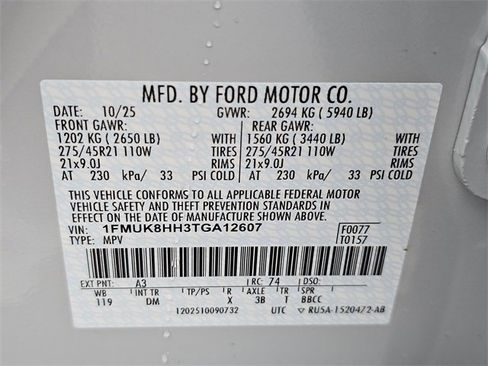 MFD. BY FORD MOTOR CO.
DATE: 10/25 GVWR: 2694 KG ( 5940 LB)
FRONT GAWR: REAR GAWR:
1202 KG ( 2650 LB) WITH 1560 KG ( 3440 LB) WITH
275/45R21 110W TIRES 275/45R21 110W TIRES
21x9.0J RIMS 21x9.0J RIMS
AT 230 kPa/ 33 PSI COLD AT 230 kPa/ 33 PSI COLD
THIS VEHICLE CONFORMS TO ALL APPLICABLE FEDERAL MOTOR
VEHICLE SAFETY AND THEFT PREVENTION STANDARDS IN
EFFECT ON THE DATE OF MANUFACTURE SHOWN ABOVE.
VIN: 1FMUK8HH3TGA12607 F0077
TYPE: MPV T0157
EXT PNT: A3 RC: 74 DSO:
WB INT TR TP/PS R AXLE TR SPR
119 DM X 3B T BBCC
1202510090732 UTC RU5A-1520472-AB